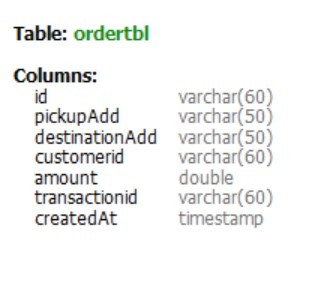 Table: ordertbl
Columns:
id varchar(60)
pickupAdd varchar(50)
destinationAdd varchar(50)
customerid varchar(60)
amount double
transactionid varchar(60)
createdAt timestamp